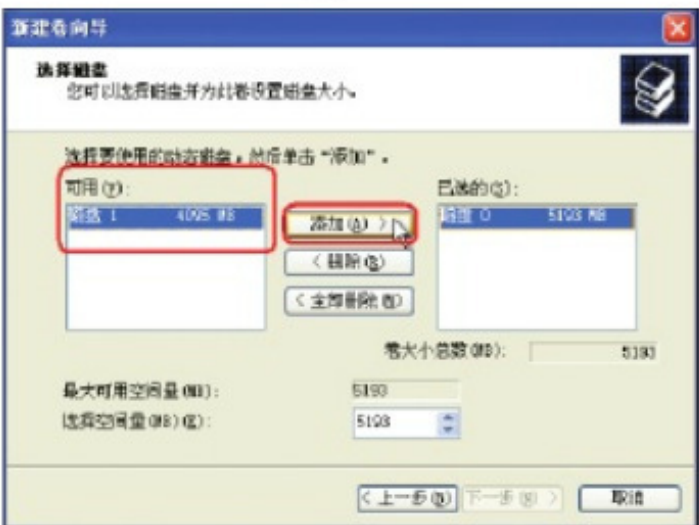 新建卷向导
选择磁盘
您可以选择磁盘并为此卷设置磁盘大小。
选择要使用的动态磁盘，然后单击“添加”。
可用(V):
已选的(S):
磁盘 1 4095 MB
添加(A) >
磁盘 0 5193 MB
< 删除(R)
< 全部删除(M)
卷大小总数(MB): 5193
最大可用空间量(MB): 5193
选择空间量(MB)(E): 5193
< 上一步(B)
下一步(N) >
取消